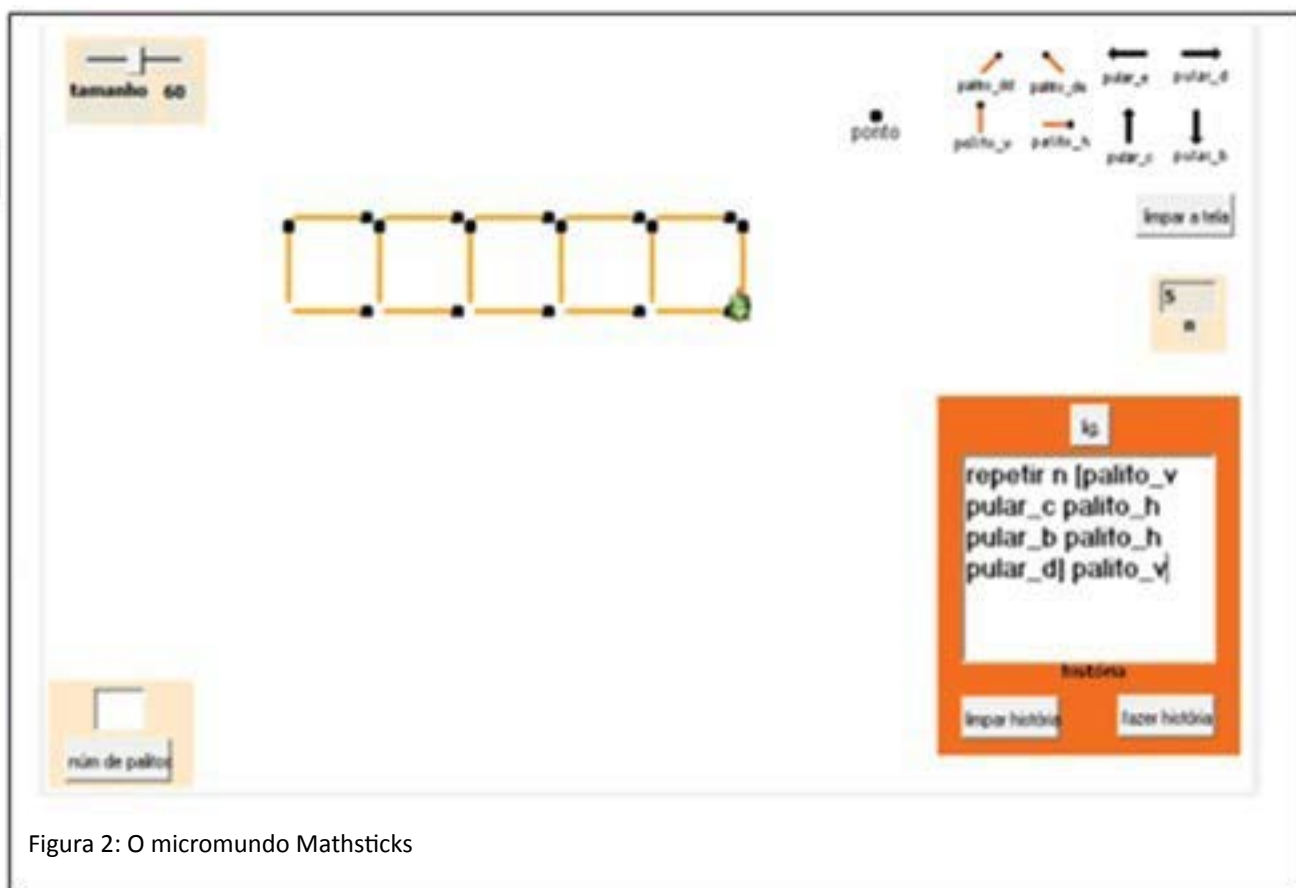 tamanho 60
ponto
palito_dd palito_de pular_e pular_d
palito_v palito_h pular_c pular_b
limpar a tela
5
n
lig.
repetir n [palito_v
pular_c palito_h
pular_b palito_h
pular_d] palito_v
história
limpar história fazer história
núm de palitos
Figura 2: O micromundo Mathsticks